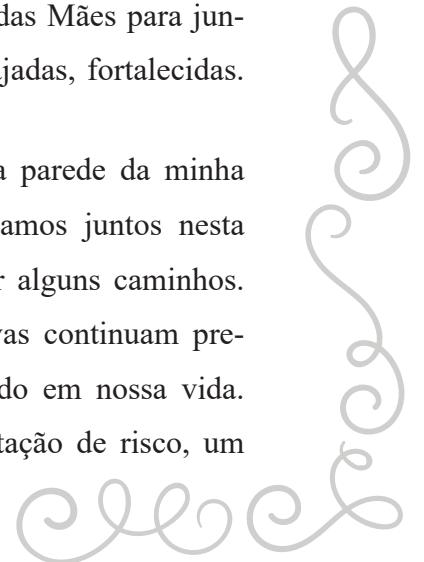 das Mães para jun-
jadas, fortalecidas.
parede da minha
amos juntos nesta
alguns caminhos.
vas continuam pre-
do em nossa vida.
tação de risco, um